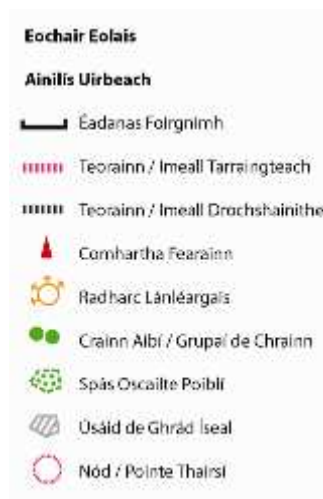 Eochair Eolais
Ainilís Uirbeach
Éadanas Foirgnimh
Teorainn / Imeall Tarraingteach
Teorainn / Imeall Drochshainithe
Comhartha Fearainn
Radharc Lánléargais
Crainn Aibí / Grupaí de Chrainn
Spás Oscailte Poiblí
Úsáid de Ghrád Íseal
Nód / Pointe Thairsí